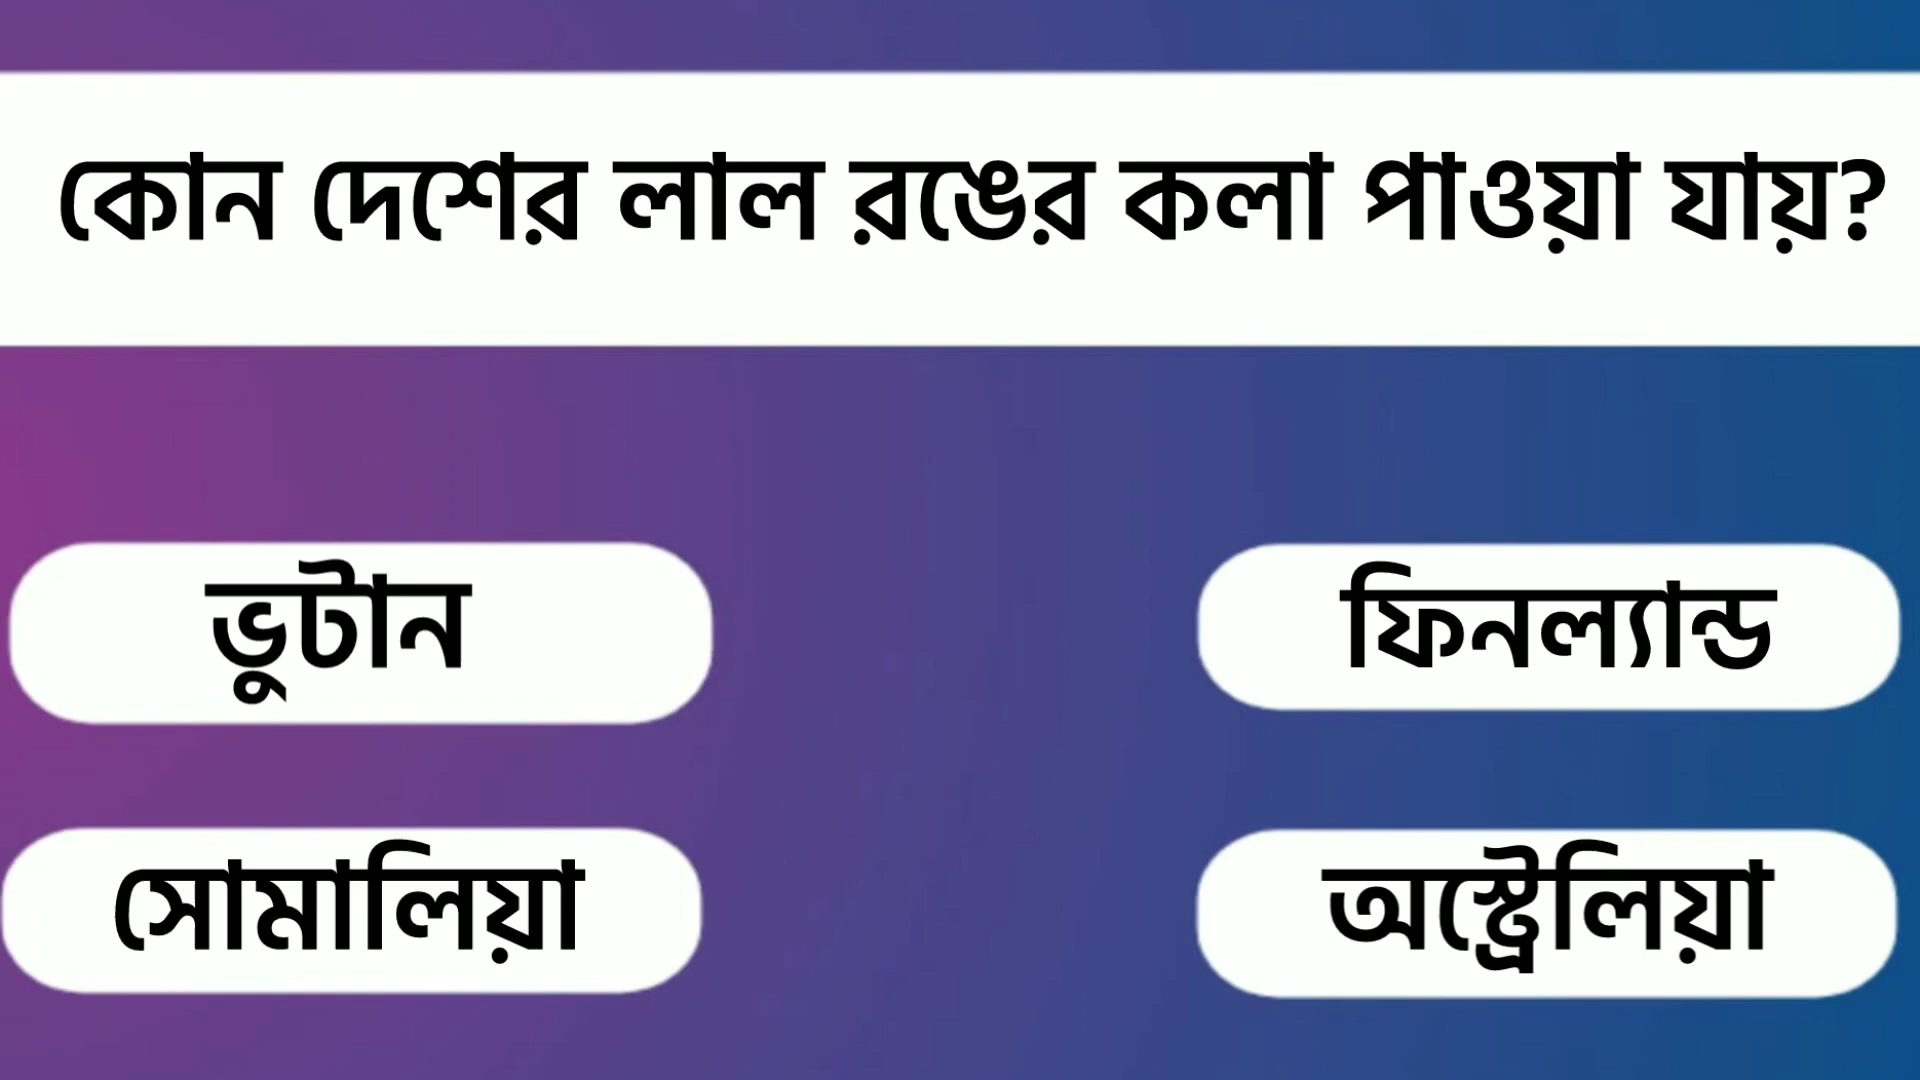 কোন দেশের লাল রঙের কলা পাওয়া যায়?
ভুটান
ফিনল্যান্ড
সোমালিয়া
অস্ট্রেলিয়া